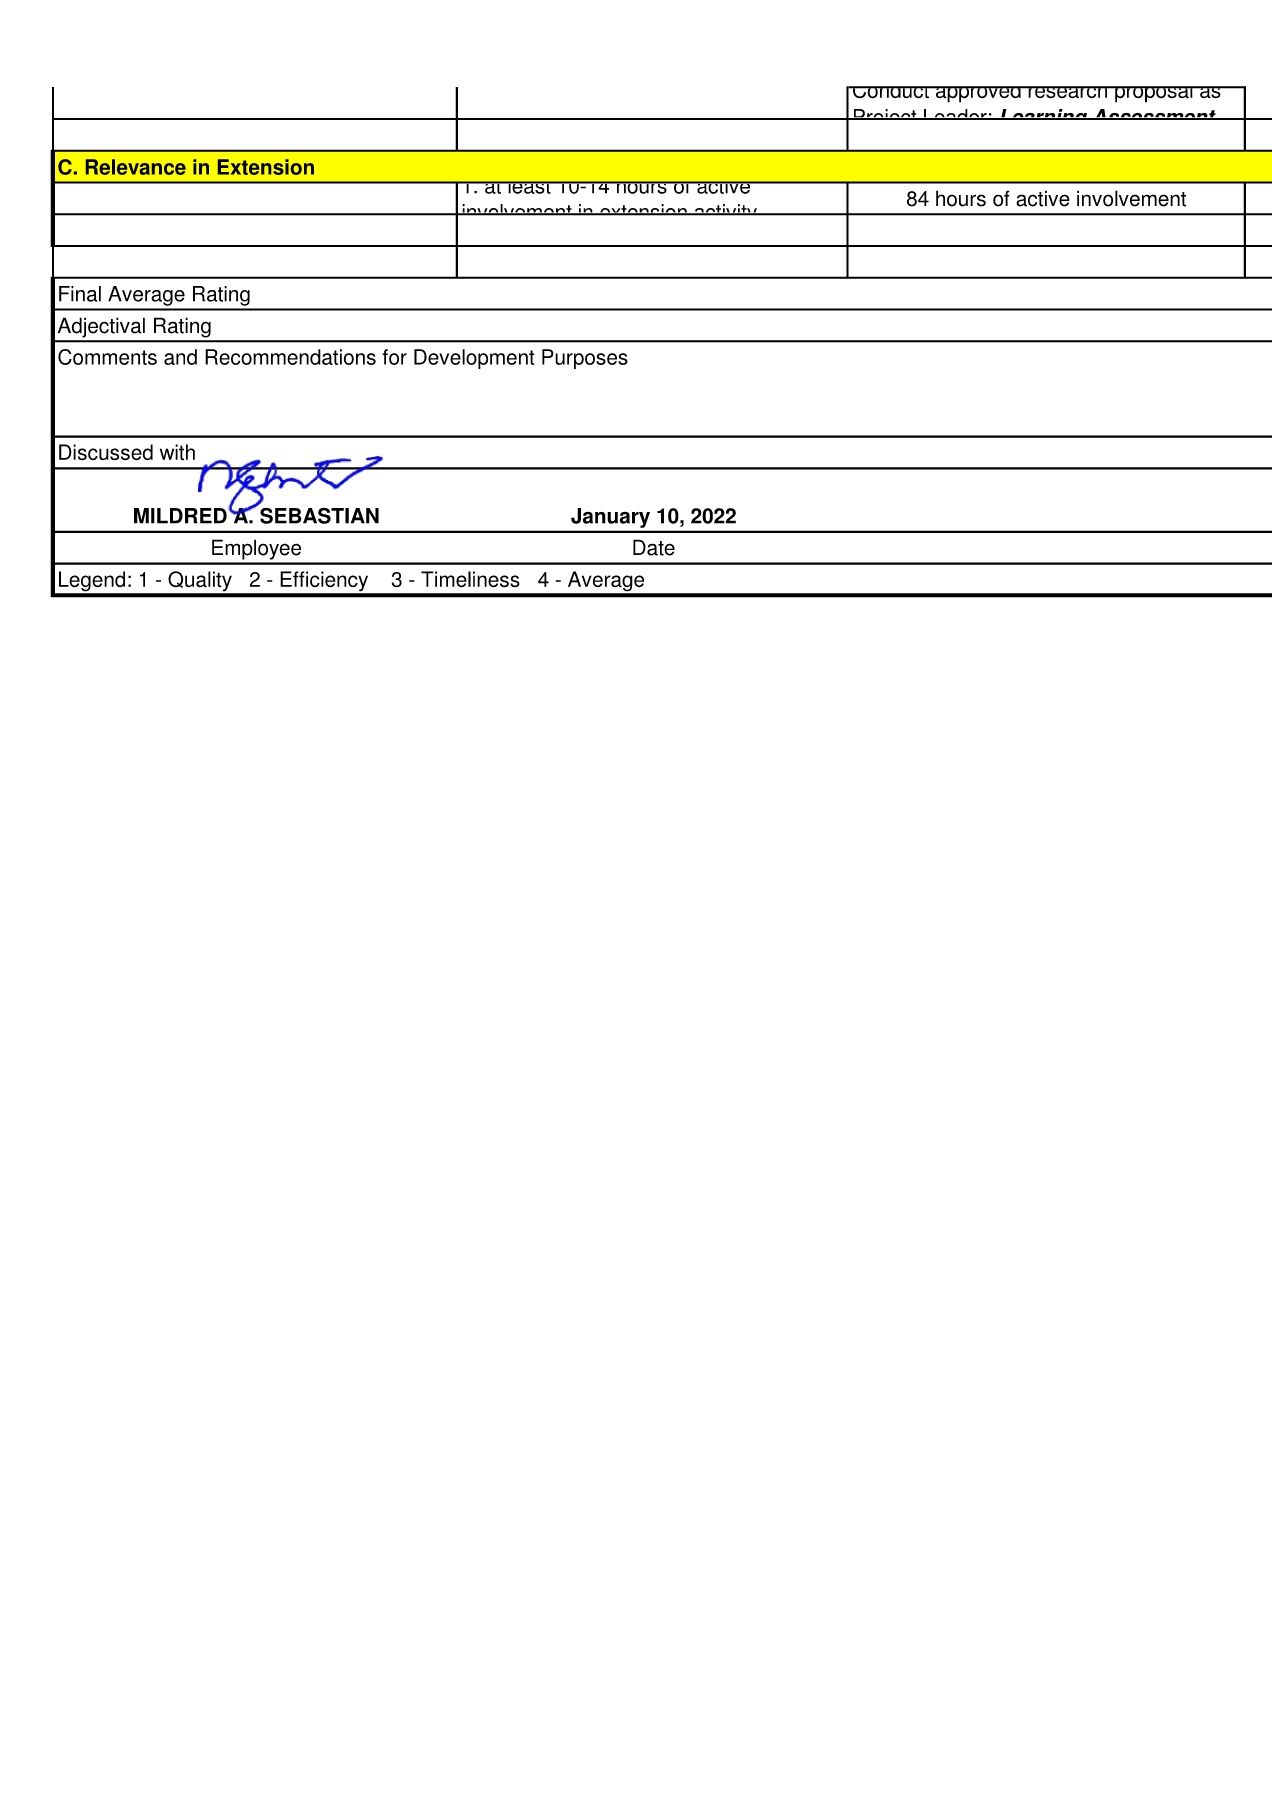 Conduct approved research proposal as
Project Leader: Learning Assessment
C. Relevance in Extension
1. at least 10-14 hours of active
involvement in extension activity
84 hours of active involvement
Final Average Rating
Adjectival Rating
Comments and Recommendations for Development Purposes
Discussed with
MILDRED A. SEBASTIAN January 10, 2022
Employee Date
Legend: 1 - Quality 2 - Efficiency 3 - Timeliness 4 - Average